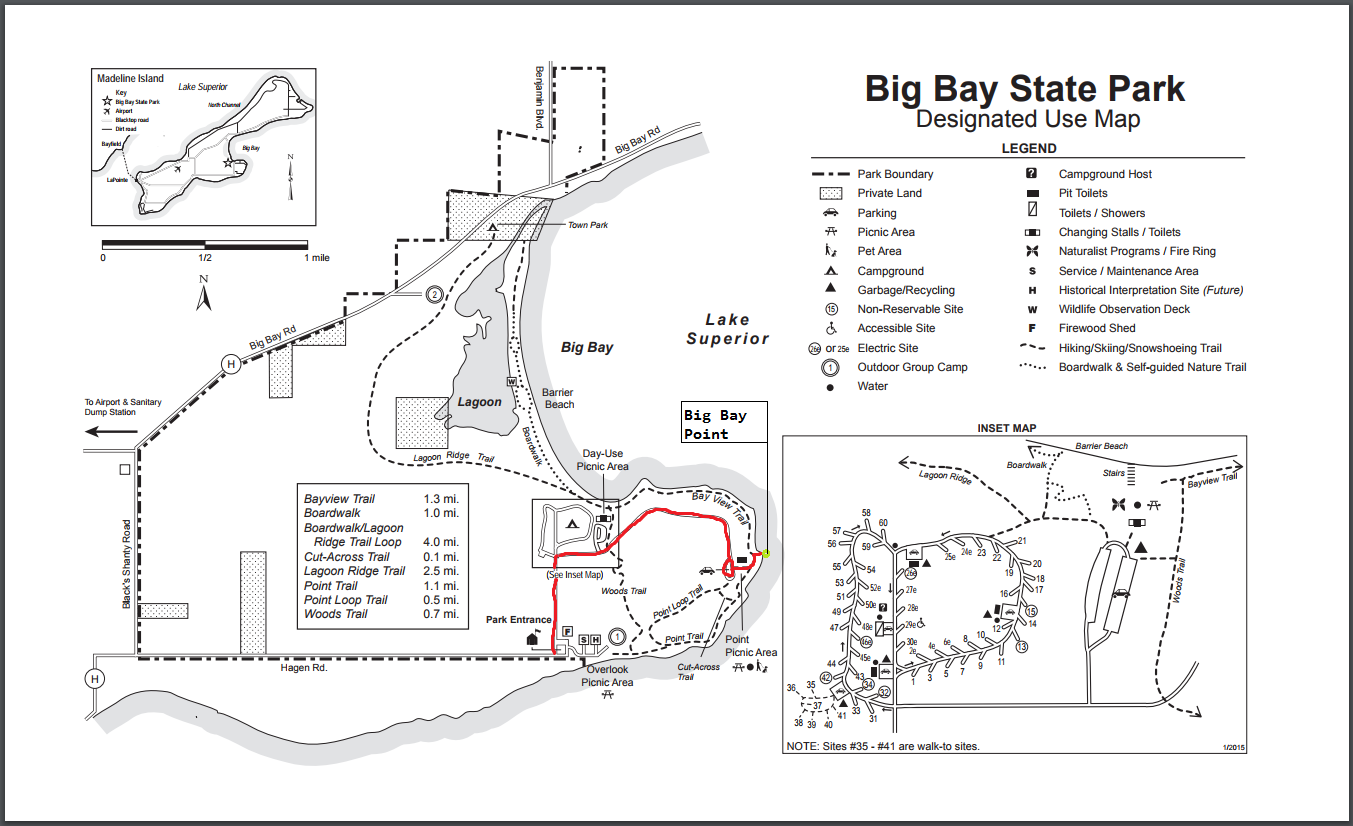 Madeline Island
Key
Big Bay State Park
Airport
Blacktop road
Dirt road
Lake Superior
North Channel
Bayfield
LaPointe
Big Bay
N
0 1/2 1 mile
N
Big Bay State Park
Designated Use Map
LEGEND
Park Boundary
Private Land
Parking
Picnic Area
Pet Area
Campground
Garbage/Recycling
15 Non-Reservable Site
Accessible Site
26e or 25e Electric Site
1 Outdoor Group Camp
Water
? Campground Host
Pit Toilets
Toilets / Showers
Changing Stalls / Toilets
Naturalist Programs / Fire Ring
S Service / Maintenance Area
H Historical Interpretation Site (Future)
W Wildlife Observation Deck
F Firewood Shed
Hiking/Skiing/Snowshoeing Trail
Boardwalk & Self-guided Nature Trail
Benjamin Blvd.
Big Bay Rd
Town Park
2
Big Bay Rd
H
Lake
Superior
Big Bay
To Airport & Sanitary
Dump Station
W
Lagoon
Barrier
Beach
Boardwalk
Lagoon Ridge Trail
Big Bay
Point
Day-Use
Picnic Area
Bay View Trail
(See Inset Map)
Woods Trail
Point Loop Trail
Point Trail
Cut-Across
Trail
Point
Picnic Area
Park Entrance
F
S H
1
Overlook
Picnic Area
Black's Shanty Road
Hagen Rd.
H
Bayview Trail 1.3 mi.
Boardwalk 1.0 mi.
Boardwalk/Lagoon
Ridge Trail Loop 4.0 mi.
Cut-Across Trail 0.1 mi.
Lagoon Ridge Trail 2.5 mi.
Point Trail 1.1 mi.
Point Loop Trail 0.5 mi.
Woods Trail 0.7 mi.
INSET MAP
Barrier Beach
Boardwalk
Lagoon Ridge
Stairs
Bayview Trail
Woods Trail
58
57
60
56
59
55
54
53
52e
51
50e
?
49
48e
47
46e
45e
44
43
42
34
32
36
35
37
38
39
40
41
33
31
26e
27e
28e
29e
30e
2e
1
3
4e
5
6e
7
8
9
10
11
12
13
14
15
16
17
18
19
20
21
22
23
24e
25e
NOTE: Sites #35 - #41 are walk-to sites.
1/2015